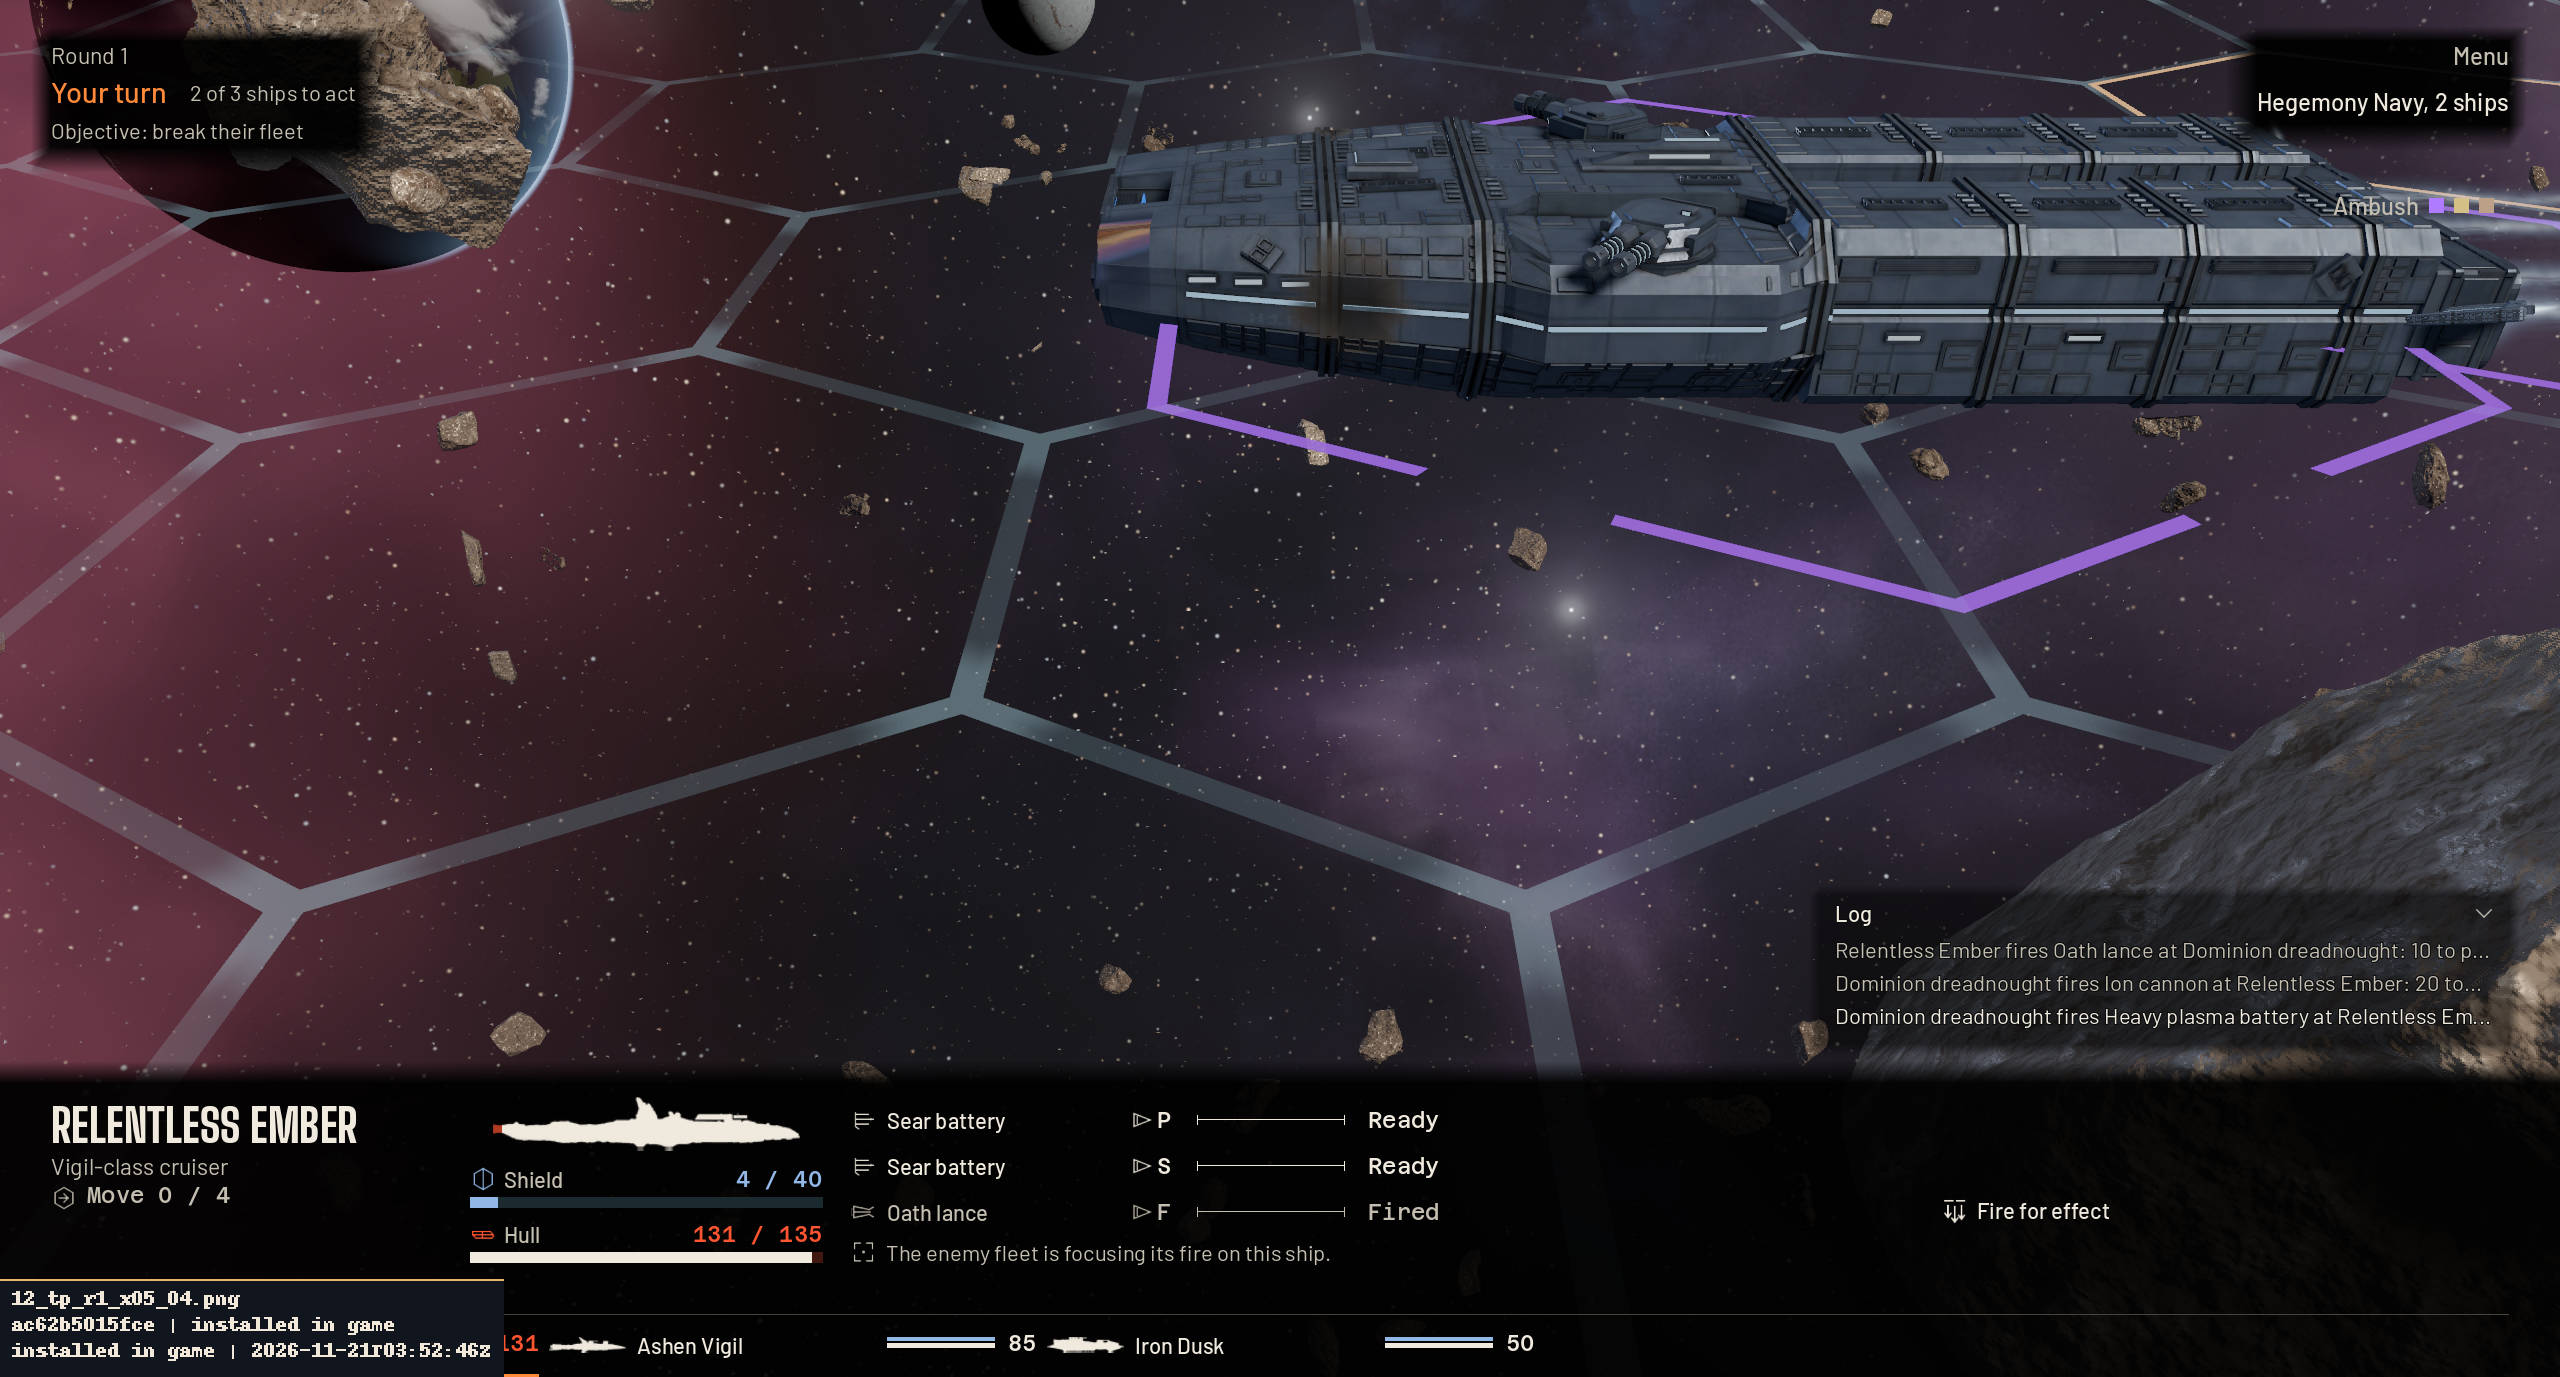 Round 1
Your turn 2 of 3 ships to act
Objective: break their fleet
Menu
Hegemony Navy, 2 ships
Ambush
Log
Relentless Ember fires Oath lance at Dominion dreadnought: 10 to p...
Dominion dreadnought fires Ion cannon at Relentless Ember: 20 to...
Dominion dreadnought fires Heavy plasma battery at Relentless Em...
RELENTLESS EMBER
Vigil-class cruiser
Move 0 / 4
Shield 4 / 40
Hull 131 / 135
Sear battery P Ready
Sear battery S Ready
Oath lance F Fired
The enemy fleet is focusing its fire on this ship.
Fire for effect
12_tp_r1_x05_04.png
ac62b5015fce | installed in game
installed in game | 2026-11-21T03:52:46Z
131 Ashen Vigil 85 Iron Dusk 50